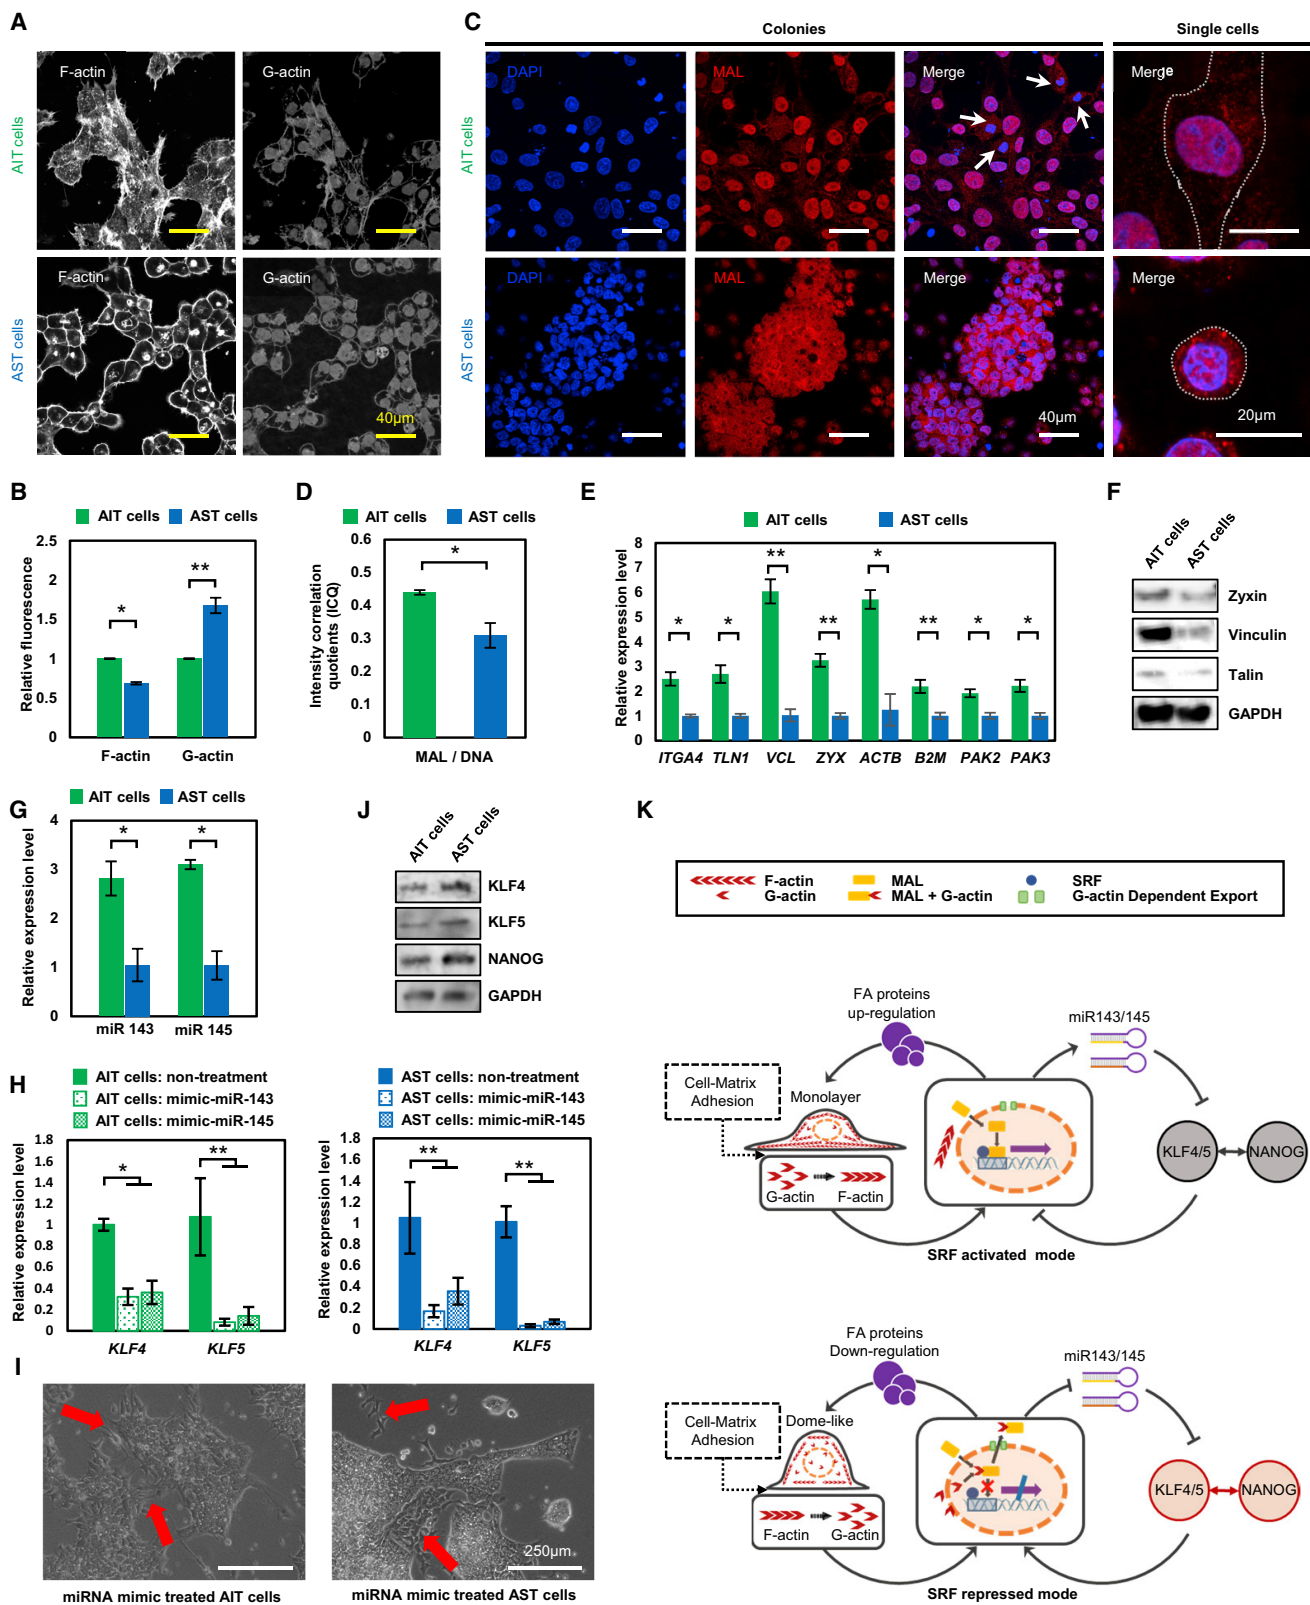 A
AIT cells
F-actin
G-actin
AST cells
F-actin
G-actin
40µm
C
Colonies
Single cells
AIT cells
DAPI
MAL
Merge
Merge
AST cells
DAPI
MAL
Merge
40µm
Merge
20µm
B
AIT cells
AST cells
Relative fluorescence
2.5
2
1.5
1
0.5
0
*
**
F-actin
G-actin
D
AIT cells
AST cells
Intensity correlation
quotients (ICQ)
0.6
0.5
0.4
0.3
0.2
0.1
0
*
MAL / DNA
E
AIT cells
AST cells
Relative expression level
8
7
6
5
4
3
2
1
0
*
*
**
**
*
**
*
*
ITGA4
TLN1
VCL
ZYX
ACTB
B2M
PAK2
PAK3
F
AIT cells
AST cells
Zyxin
Vinculin
Talin
GAPDH
G
AIT cells
AST cells
Relative expression level
4
3
2
1
0
*
*
miR 143
miR 145
J
AIT cells
AST cells
KLF4
KLF5
NANOG
GAPDH
H
AIT cells: non-treatment
AIT cells: mimic-miR-143
AIT cells: mimic-miR-145
Relative expression level
1.8
1.6
1.4
1.2
1
0.8
0.6
0.4
0.2
0
*
**
KLF4
KLF5
AST cells: non-treatment
AST cells: mimic-miR-143
AST cells: mimic-miR-145
Relative expression level
1.8
1.6
1.4
1.2
1
0.8
0.6
0.4
0.2
0
**
**
KLF4
KLF5
I
250µm
miRNA mimic treated AIT cells
miRNA mimic treated AST cells
K
F-actin
G-actin
MAL
MAL + G-actin
SRF
G-actin Dependent Export
FA proteins
up-regulation
miR143/145
Cell-Matrix
Adhesion
Monolayer
G-actin
F-actin
KLF4/5
NANOG
SRF activated mode
FA proteins
Down-regulation
miR143/145
Cell-Matrix
Adhesion
Dome-like
F-actin
G-actin
KLF4/5
NANOG
SRF repressed mode